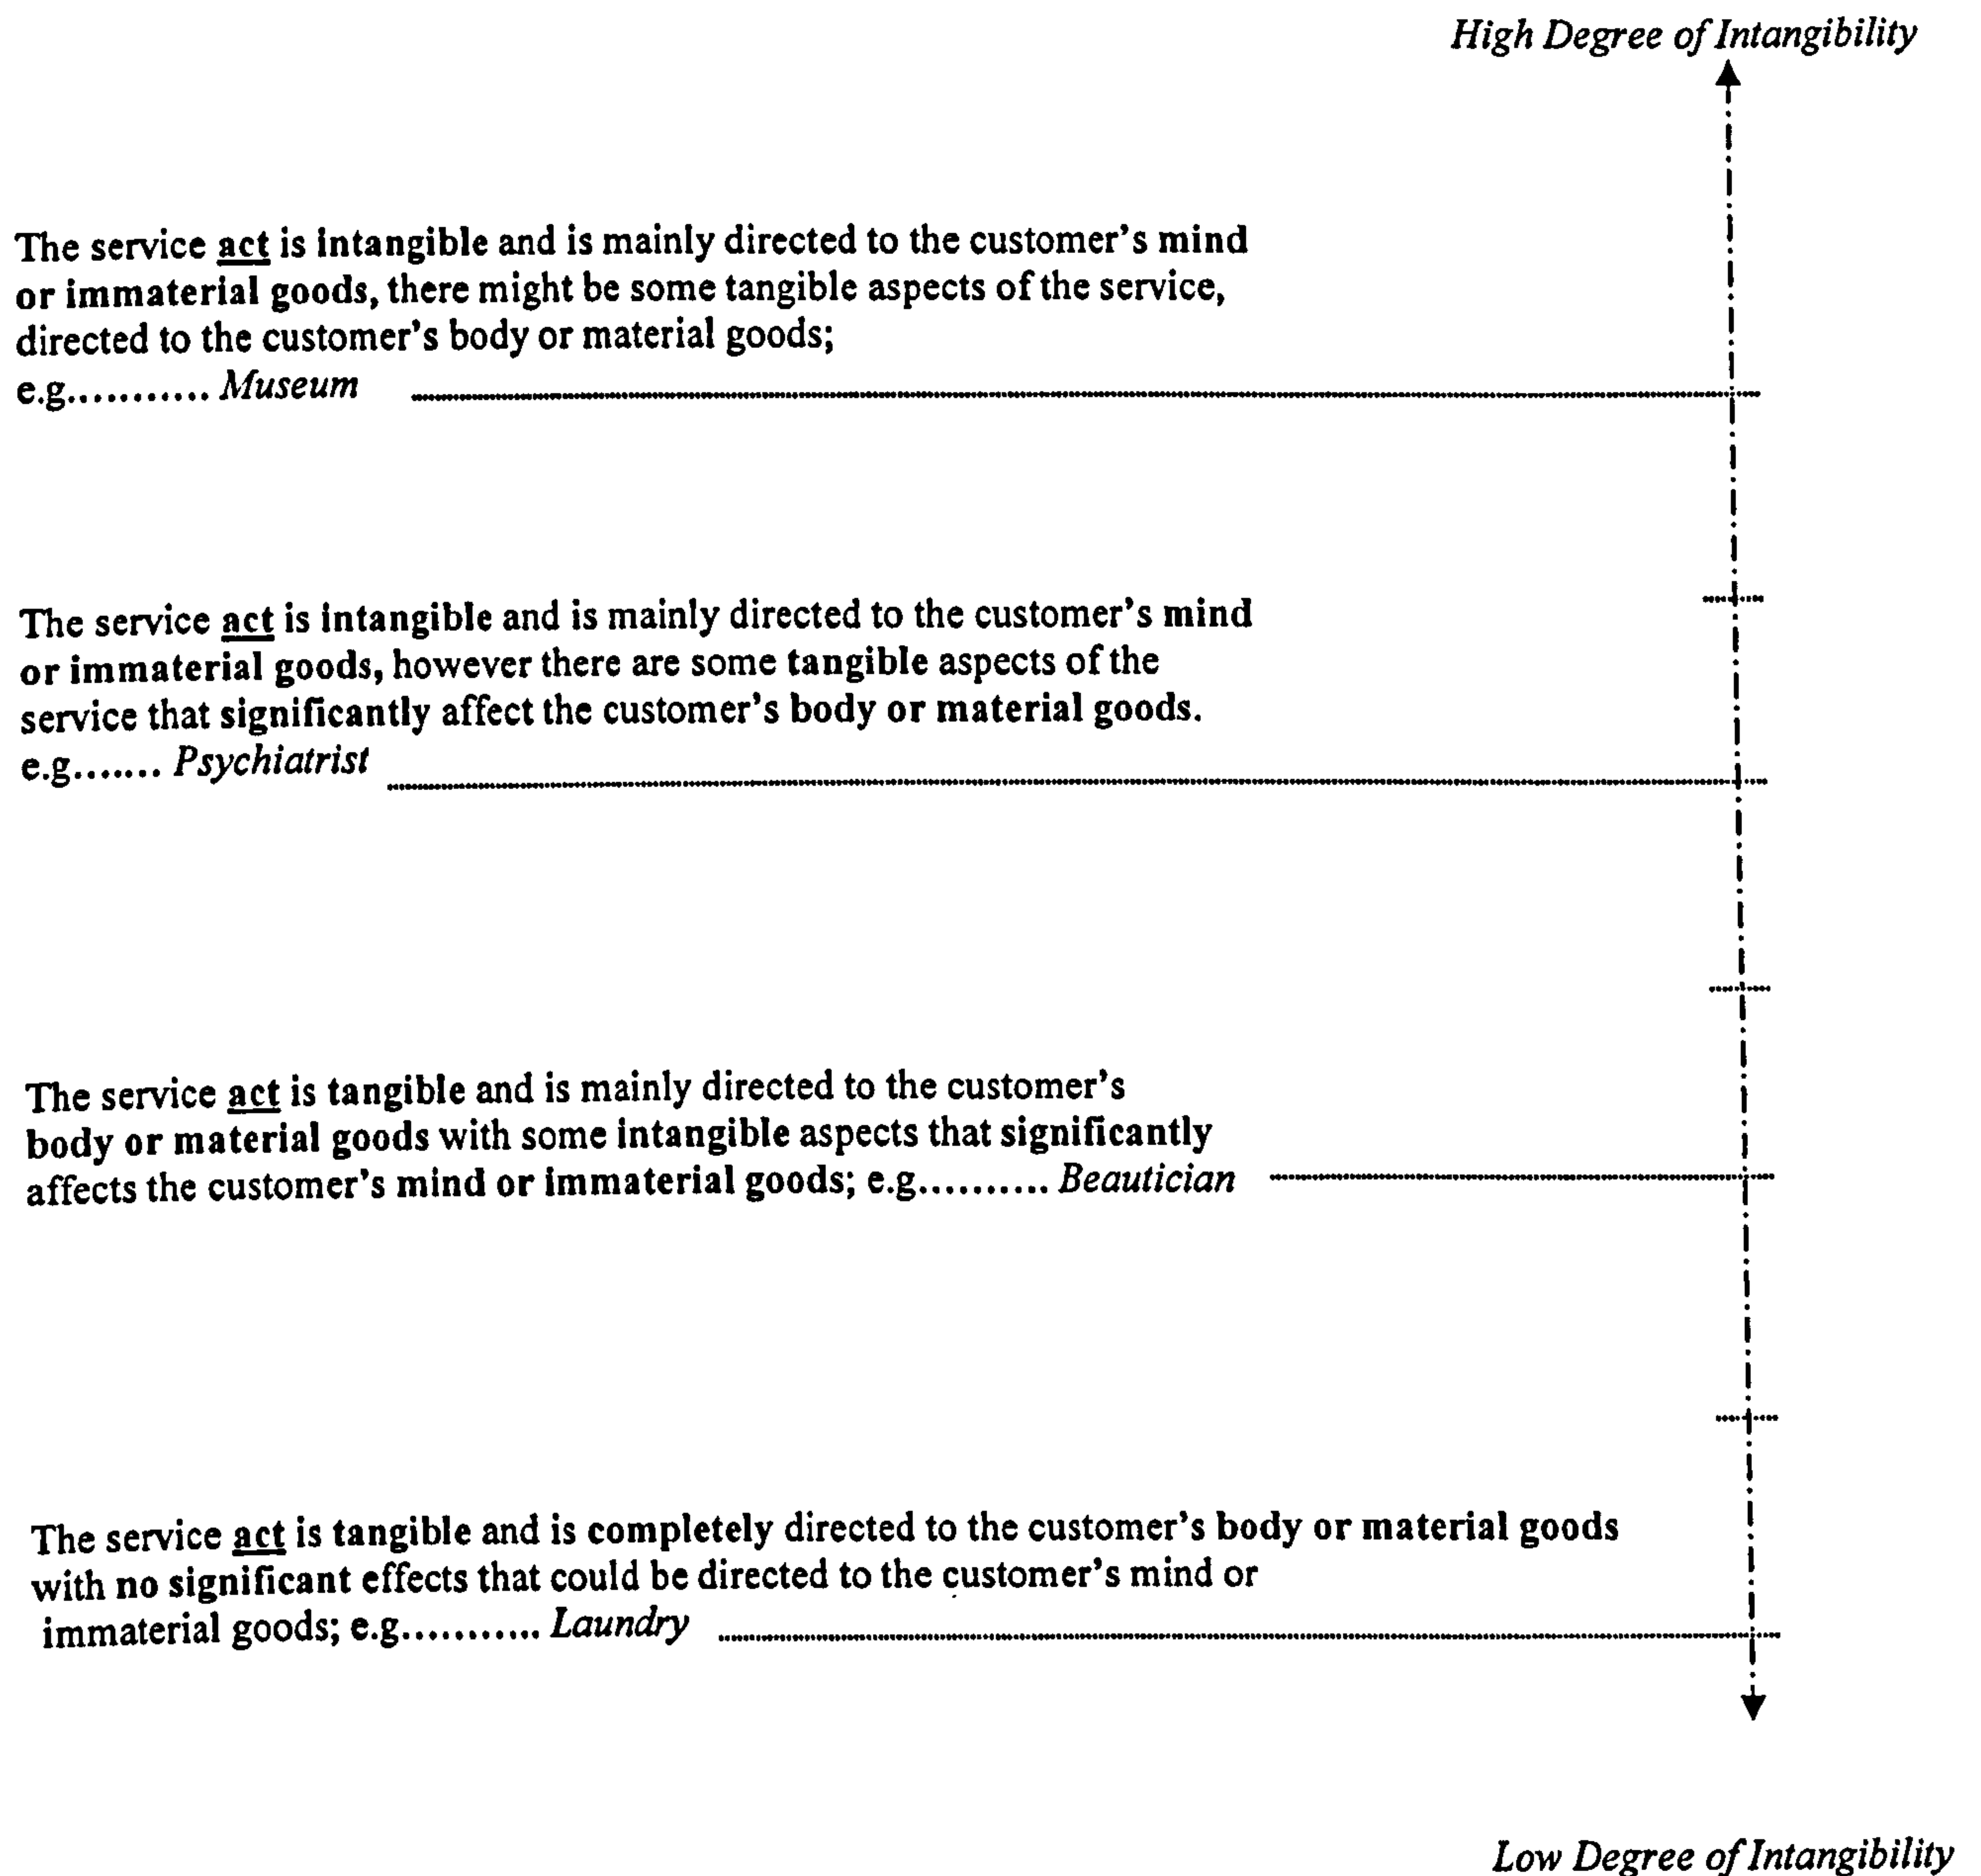 High Degree of Intangibility
The service act is intangible and is mainly directed to the customer's mind
or immaterial goods, there might be some tangible aspects of the service,
directed to the customer's body or material goods;
e.g........... Museum
The service act is intangible and is mainly directed to the customer's mind
or immaterial goods, however there are some tangible aspects of the
service that significantly affect the customer's body or material goods.
e.g....... Psychiatrist
The service act is tangible and is mainly directed to the customer's
body or material goods with some intangible aspects that significantly
affects the customer's mind or immaterial goods; e.g.......... Beautician
The service act is tangible and is completely directed to the customer's body or material goods
with no significant effects that could be directed to the customer's mind or
immaterial goods; e.g........... Laundry
Low Degree of Intangibility